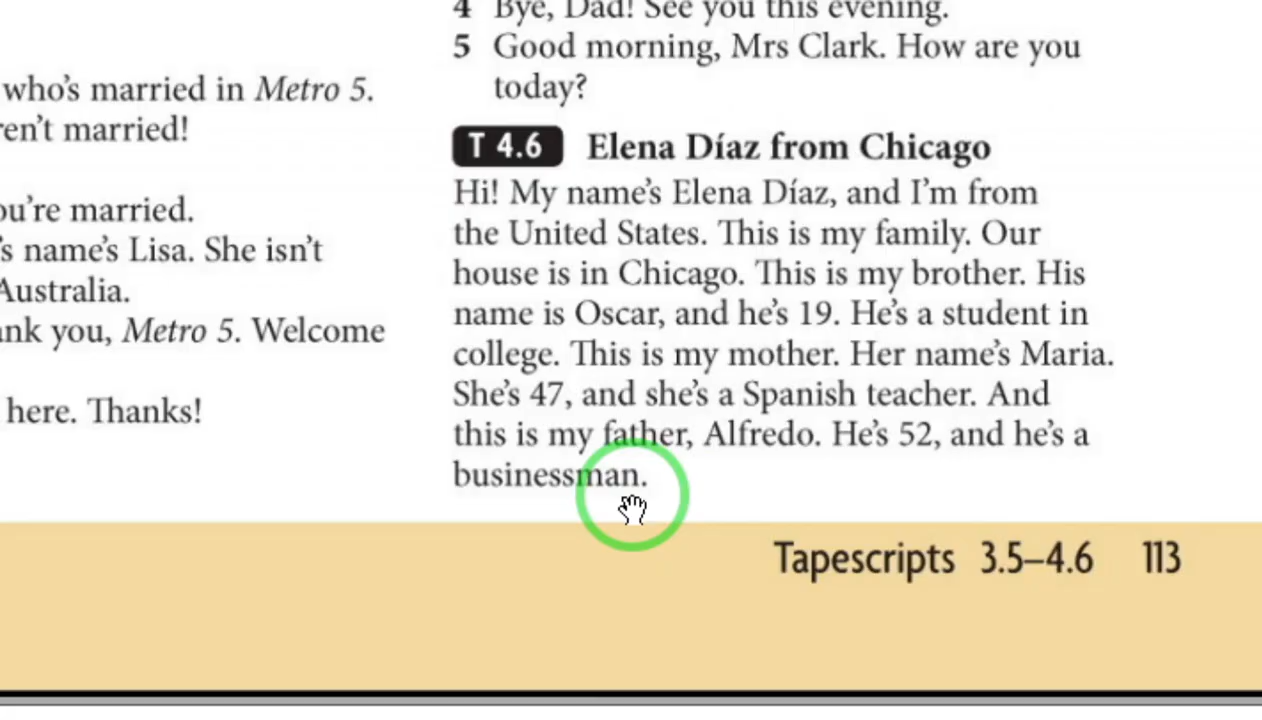 who's married in Metro 5.
ren't married!
ou're married.
's name's Lisa. She isn't
Australia.
ank you, Metro 5. Welcome
here. Thanks!
4 Bye, Dad! See you this evening.
5 Good morning, Mrs Clark. How are you
today?
T 4.6 Elena Díaz from Chicago
Hi! My name's Elena Díaz, and I'm from
the United States. This is my family. Our
house is in Chicago. This is my brother. His
name is Oscar, and he's 19. He's a student in
college. This is my mother. Her name's Maria.
She's 47, and she's a Spanish teacher. And
this is my father, Alfredo. He's 52, and he's a
businessman.
Tapescripts 3.5–4.6 113